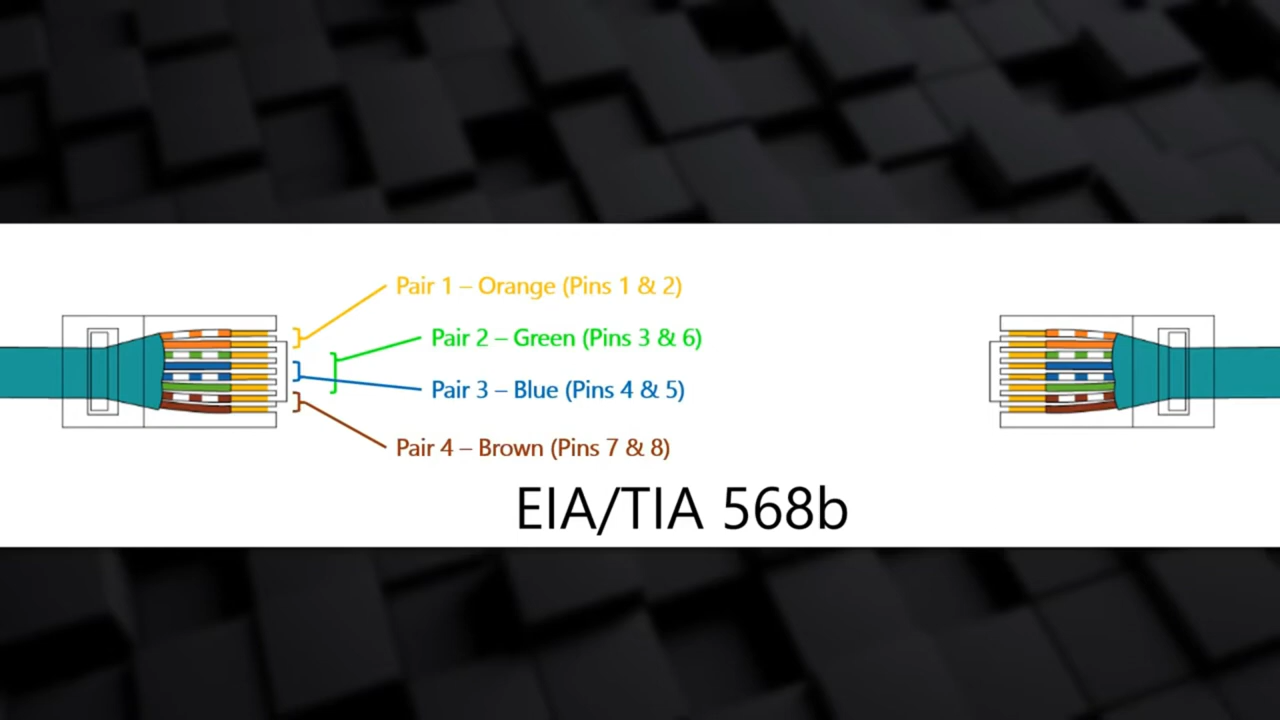 Pair 1 – Orange (Pins 1 & 2)
Pair 2 – Green (Pins 3 & 6)
Pair 3 – Blue (Pins 4 & 5)
Pair 4 – Brown (Pins 7 & 8)
EIA/TIA 568b